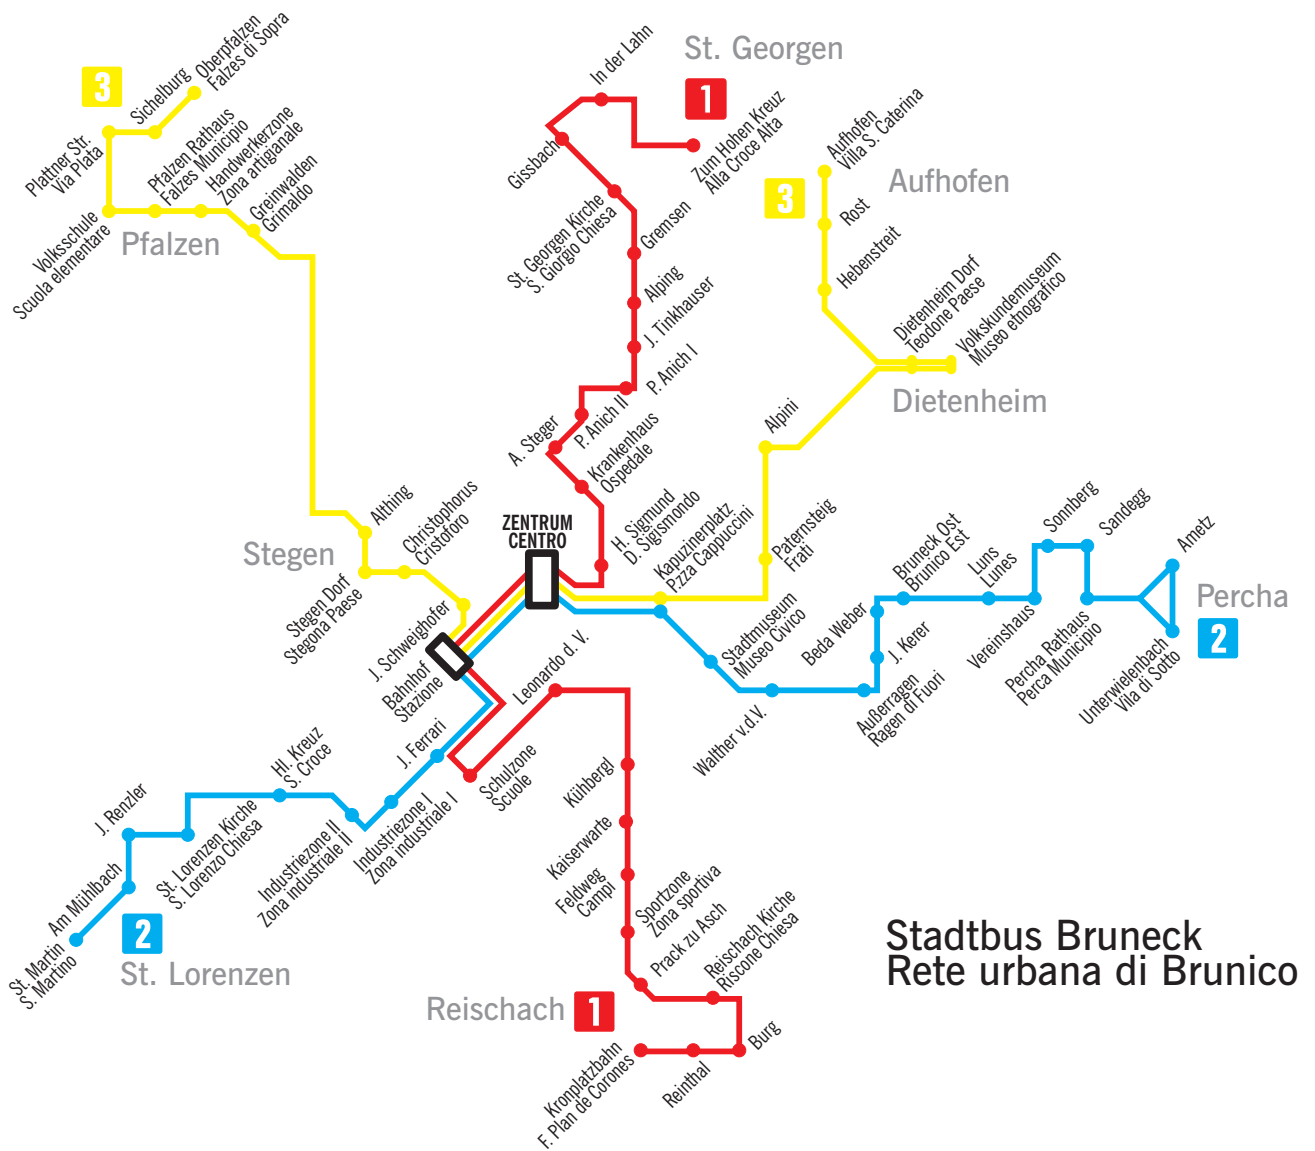 St. Georgen
1
In der Lahn
Zum Hohen Kreuz
Alla Croce Alta
Gissbach
St. Georgen Kirche
S. Giorgio Chiesa
Gremsen
Alping
J. Tinkhauser
P. Anich I
P. Anich II
A. Steger
Krankenhaus
Ospedale
H. Sigmund
D. Sigismondo
ZENTRUM
CENTRO
3
Oberpfalzen
Falzes di Sopra
Sichelburg
Plattner Str.
Via Plata
Pfalzen Rathaus
Falzes Municipio
Handwerkerzone
Zona artigianale
Greinwalden
Grimaldo
Volksschule
Scuola elementare
Pfalzen
Althing
Christophorus
Cristoforo
Stegen
Stegen Dorf
Stegona Paese
J. Schweighofer
Bahnhof
Stazione
3
Aufhofen
Villa S. Caterina
Aufhofen
Rost
Hebenstreit
Dietenheim Dorf
Teodone Paese
Volkskundemuseum
Museo etnografico
Dietenheim
Alpini
Paternsteig
Frati
Kapuzinerplatz
P.zza Cappuccini
Stadtmuseum
Museo Civico
Walther v.d.V.
Beda Weber
Außerragen
Ragen di Fuori
J. Kerer
Bruneck Ost
Brunico Est
Luns
Lunes
Vereinshaus
Sonnberg
Sandegg
Percha Rathaus
Perca Municipio
Ametz
Unterwielenbach
Vila di Sotto
Percha
2
Leonardo d. V.
Schulzone
Scuole
J. Ferrari
Industriezone I
Zona industriale I
Industriezone II
Zona industriale II
Hl. Kreuz
S. Croce
St. Lorenzen Kirche
S. Lorenzo Chiesa
J. Renzler
Am Mühlbach
St. Martin
S. Martino
2
St. Lorenzen
Kühbergl
Kaiserwarte
Feldweg
Campi
Sportzone
Zona sportiva
Prack zu Asch
Reischach Kirche
Riscone Chiesa
Reischach
1
Burg
Reinthal
Kronplatzbahn
F. Plan de Corones
Stadtbus Bruneck
Rete urbana di Brunico